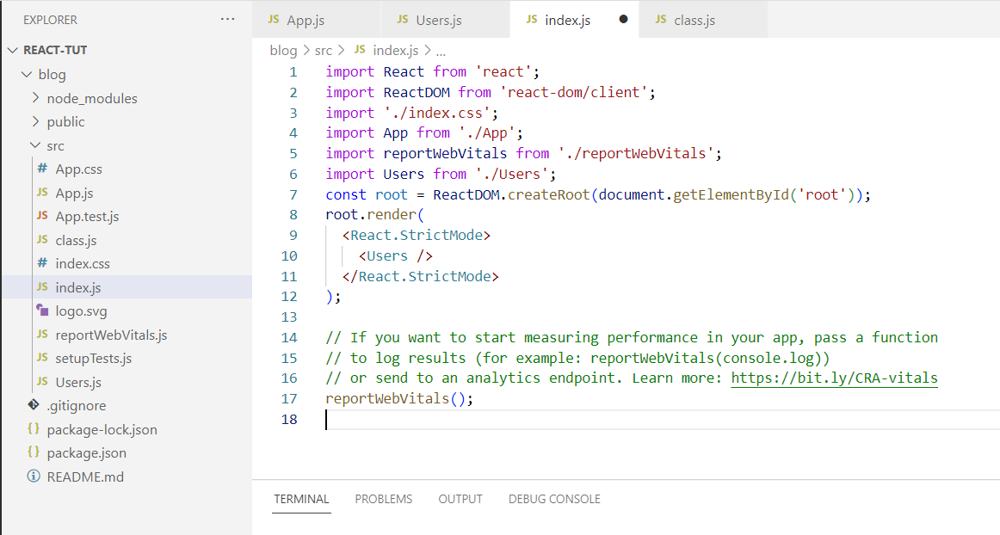 EXPLORER ...
REACT-TUT
blog
node_modules
public
src
# App.css
JS App.js
JS App.test.js
JS class.js
# index.css
JS index.js
logo.svg
JS reportWebVitals.js
JS setupTests.js
JS Users.js
.gitignore
{} package-lock.json
{} package.json
README.md
JS App.js JS Users.js JS index.js JS class.js
blog > src > JS index.js > ...
1 import React from 'react';
2 import ReactDOM from 'react-dom/client';
3 import './index.css';
4 import App from './App';
5 import reportWebVitals from './reportWebVitals';
6 import Users from './Users';
7 const root = ReactDOM.createRoot(document.getElementById('root'));
8 root.render(
9 <React.StrictMode>
10 <Users />
11 </React.StrictMode>
12 );
13
14 // If you want to start measuring performance in your app, pass a function
15 // to log results (for example: reportWebVitals(console.log))
16 // or send to an analytics endpoint. Learn more: https://bit.ly/CRA-vitals
17 reportWebVitals();
18
TERMINAL PROBLEMS OUTPUT DEBUG CONSOLE